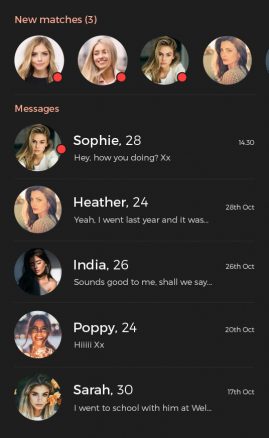 New matches (3)
Messages
Sophie, 28
14.30
Hey, how you doing? Xx
Heather, 24
28th Oct
Yeah, I went last year and it was...
India, 26
26th Oct
Sounds good to me, shall we say...
Poppy, 24
20th Oct
Hiiiii Xx
Sarah, 30
17th Oct
I went to school with him at Wel...